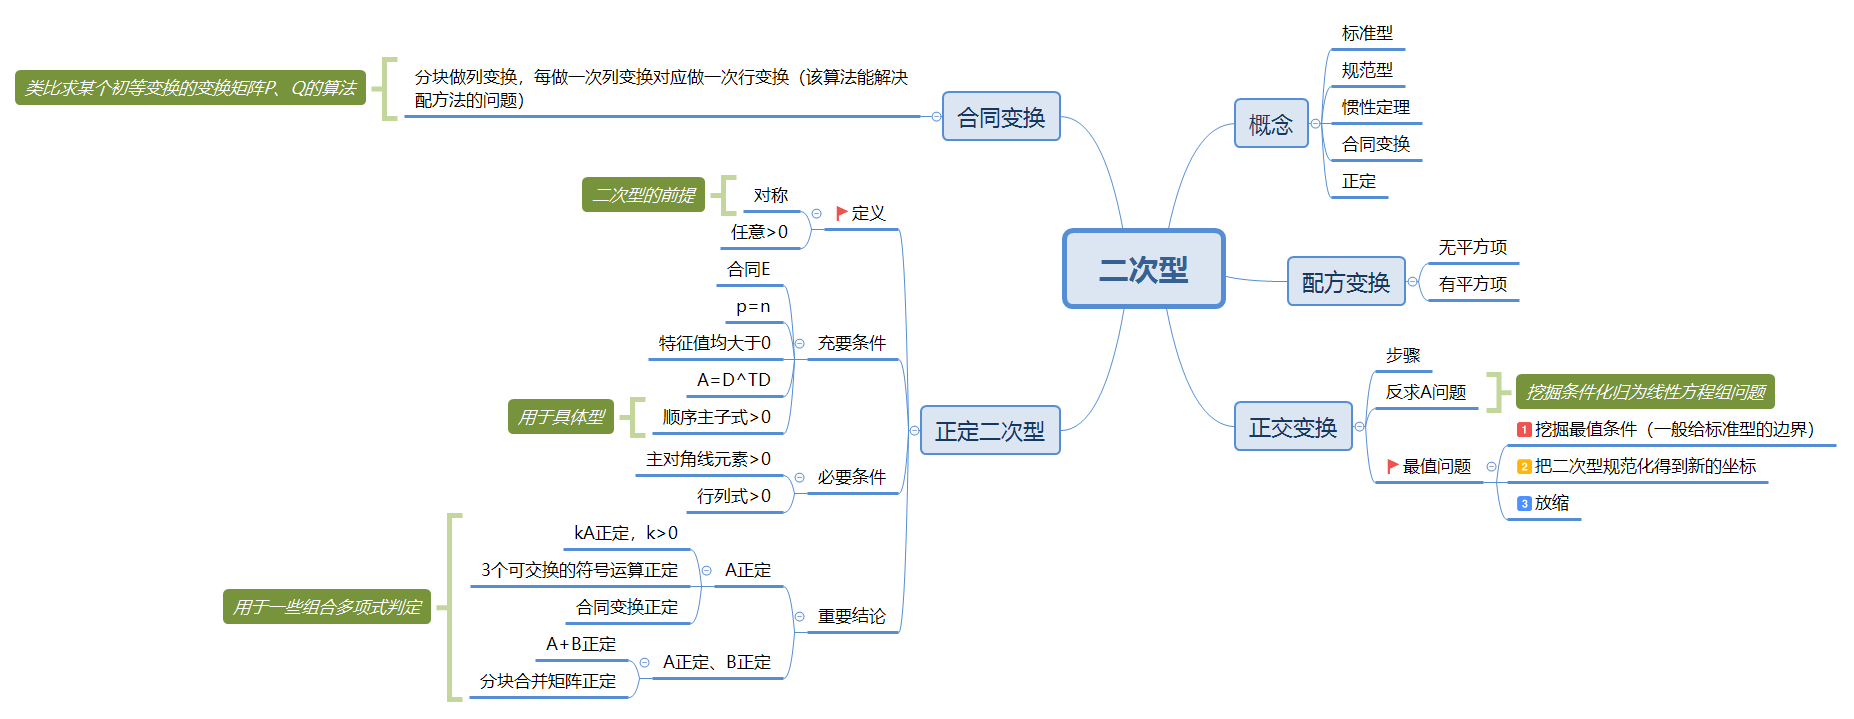 二次型
概念
标准型
规范型
惯性定理
合同变换
正定
配方变换
无平方项
有平方项
正交变换
步骤
反求A问题
挖掘条件化归为线性方程组问题
最值问题
1 挖掘最值条件（一般给标准型的边界）
2 把二次型规范化得到新的坐标
3 放缩
合同变换
分块做列变换，每做一次列变换对应做一次行变换（该算法能解决
配方法的问题）
类比求某个初等变换的变换矩阵P、Q的算法
正定二次型
定义
对称
二次型的前提
任意>0
充要条件
合同E
p=n
特征值均大于0
A=D^TD
顺序主子式>0
用于具体型
必要条件
主对角线元素>0
行列式>0
重要结论
A正定
kA正定，k>0
3个可交换的符号运算正定
合同变换正定
A正定、B正定
A+B正定
分块合并矩阵正定
用于一些组合多项式判定